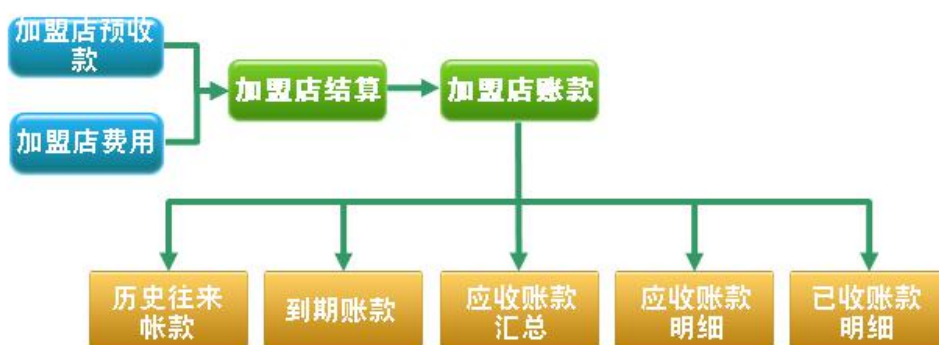 加盟店预收
款
加盟店费用
加盟店结算
加盟店账款
历史往来
帐款
到期账款
应收账款
汇总
应收账款
明细
已收账款
明细